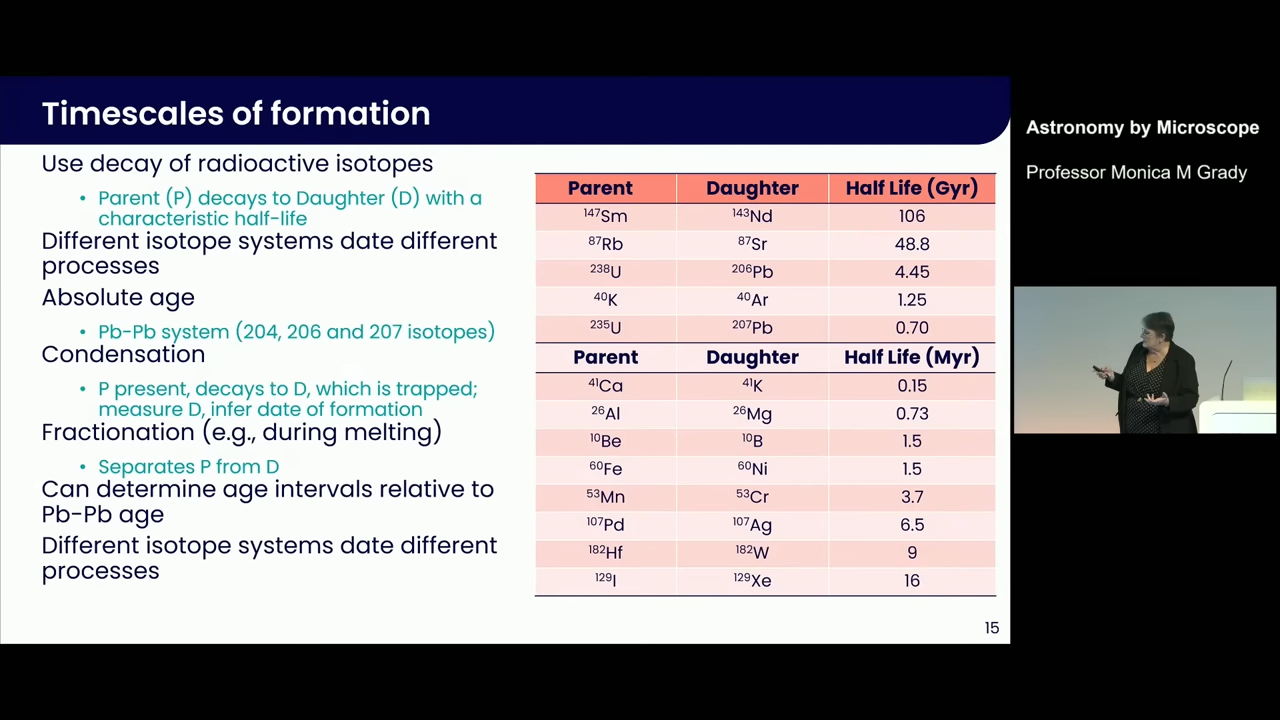 Timescales of formation
Use decay of radioactive isotopes
• Parent (P) decays to Daughter (D) with a
characteristic half-life
Different isotope systems date different
processes
Absolute age
• Pb-Pb system (204, 206 and 207 isotopes)
Condensation
• P present, decays to D, which is trapped;
measure D, infer date of formation
Fractionation (e.g., during melting)
• Separates P from D
Can determine age intervals relative to
Pb-Pb age
Different isotope systems date different
processes
Parent Daughter Half Life (Gyr)
¹⁴⁷Sm ¹⁴³Nd 106
⁸⁷Rb ⁸⁷Sr 48.8
²³⁸U ²⁰⁶Pb 4.45
⁴⁰K ⁴⁰Ar 1.25
²³⁵U ²⁰⁷Pb 0.70
Parent Daughter Half Life (Myr)
⁴¹Ca ⁴¹K 0.15
²⁶Al ²⁶Mg 0.73
¹⁰Be ¹⁰B 1.5
⁶⁰Fe ⁶⁰Ni 1.5
⁵³Mn ⁵³Cr 3.7
¹⁰⁷Pd ¹⁰⁷Ag 6.5
¹⁸²Hf ¹⁸²W 9
¹²⁹I ¹²⁹Xe 16
15
Astronomy by Microscope
Professor Monica M Grady